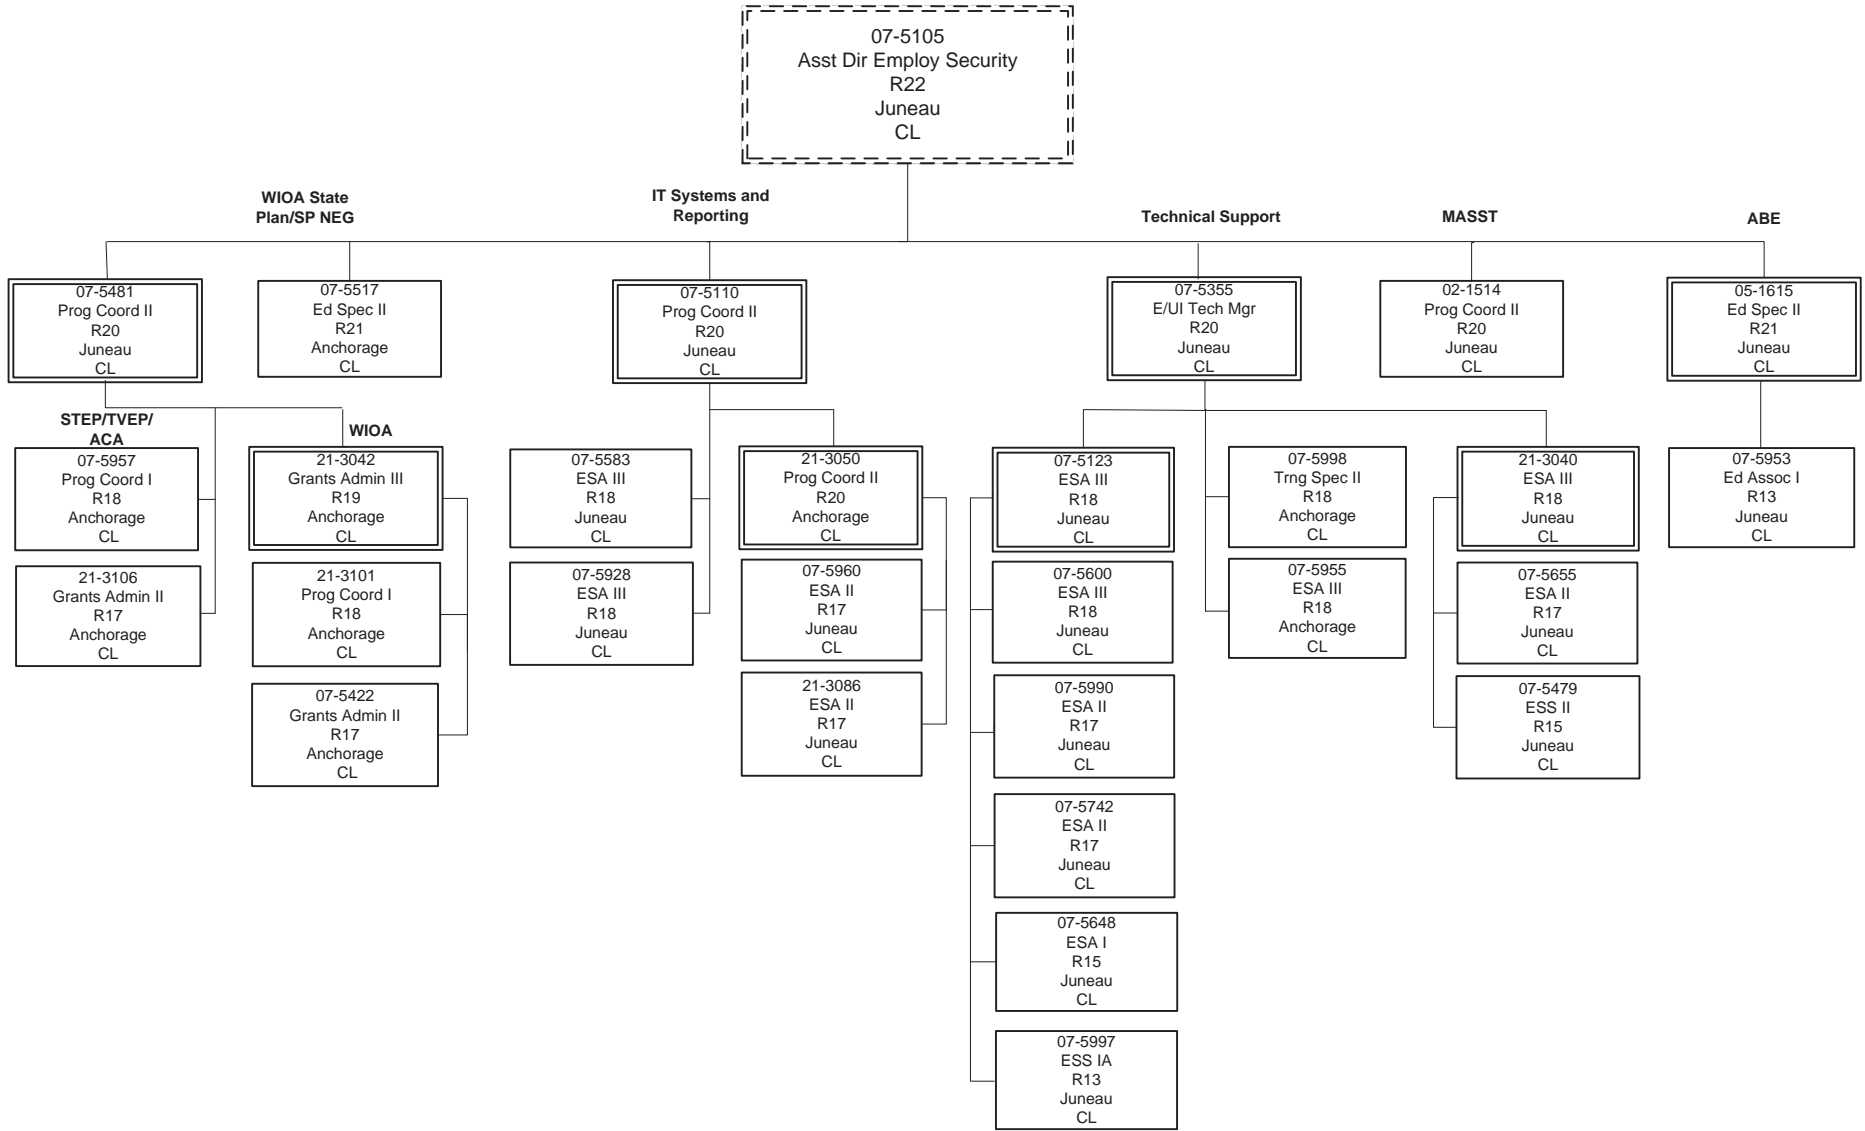 07-5105
Asst Dir Employ Security
R22
Juneau
CL
WIOA State
Plan/SP NEG
IT Systems and
Reporting
Technical Support
MASST
ABE
07-5481
Prog Coord II
R20
Juneau
CL
07-5517
Ed Spec II
R21
Anchorage
CL
07-5110
Prog Coord II
R20
Juneau
CL
07-5355
E/UI Tech Mgr
R20
Juneau
CL
02-1514
Prog Coord II
R20
Juneau
CL
05-1615
Ed Spec II
R21
Juneau
CL
STEP/TVEP/
ACA
07-5957
Prog Coord I
R18
Anchorage
CL
21-3106
Grants Admin II
R17
Anchorage
CL
WIOA
21-3042
Grants Admin III
R19
Anchorage
CL
21-3101
Prog Coord I
R18
Anchorage
CL
07-5422
Grants Admin II
R17
Anchorage
CL
07-5583
ESA III
R18
Juneau
CL
07-5928
ESA III
R18
Juneau
CL
21-3050
Prog Coord II
R20
Anchorage
CL
07-5960
ESA II
R17
Juneau
CL
21-3086
ESA II
R17
Juneau
CL
07-5123
ESA III
R18
Juneau
CL
07-5600
ESA III
R18
Juneau
CL
07-5990
ESA II
R17
Juneau
CL
07-5742
ESA II
R17
Juneau
CL
07-5648
ESA I
R15
Juneau
CL
07-5997
ESS IA
R13
Juneau
CL
07-5998
Trng Spec II
R18
Anchorage
CL
07-5955
ESA III
R18
Anchorage
CL
21-3040
ESA III
R18
Juneau
CL
07-5655
ESA II
R17
Juneau
CL
07-5479
ESS II
R15
Juneau
CL
07-5953
Ed Assoc I
R13
Juneau
CL